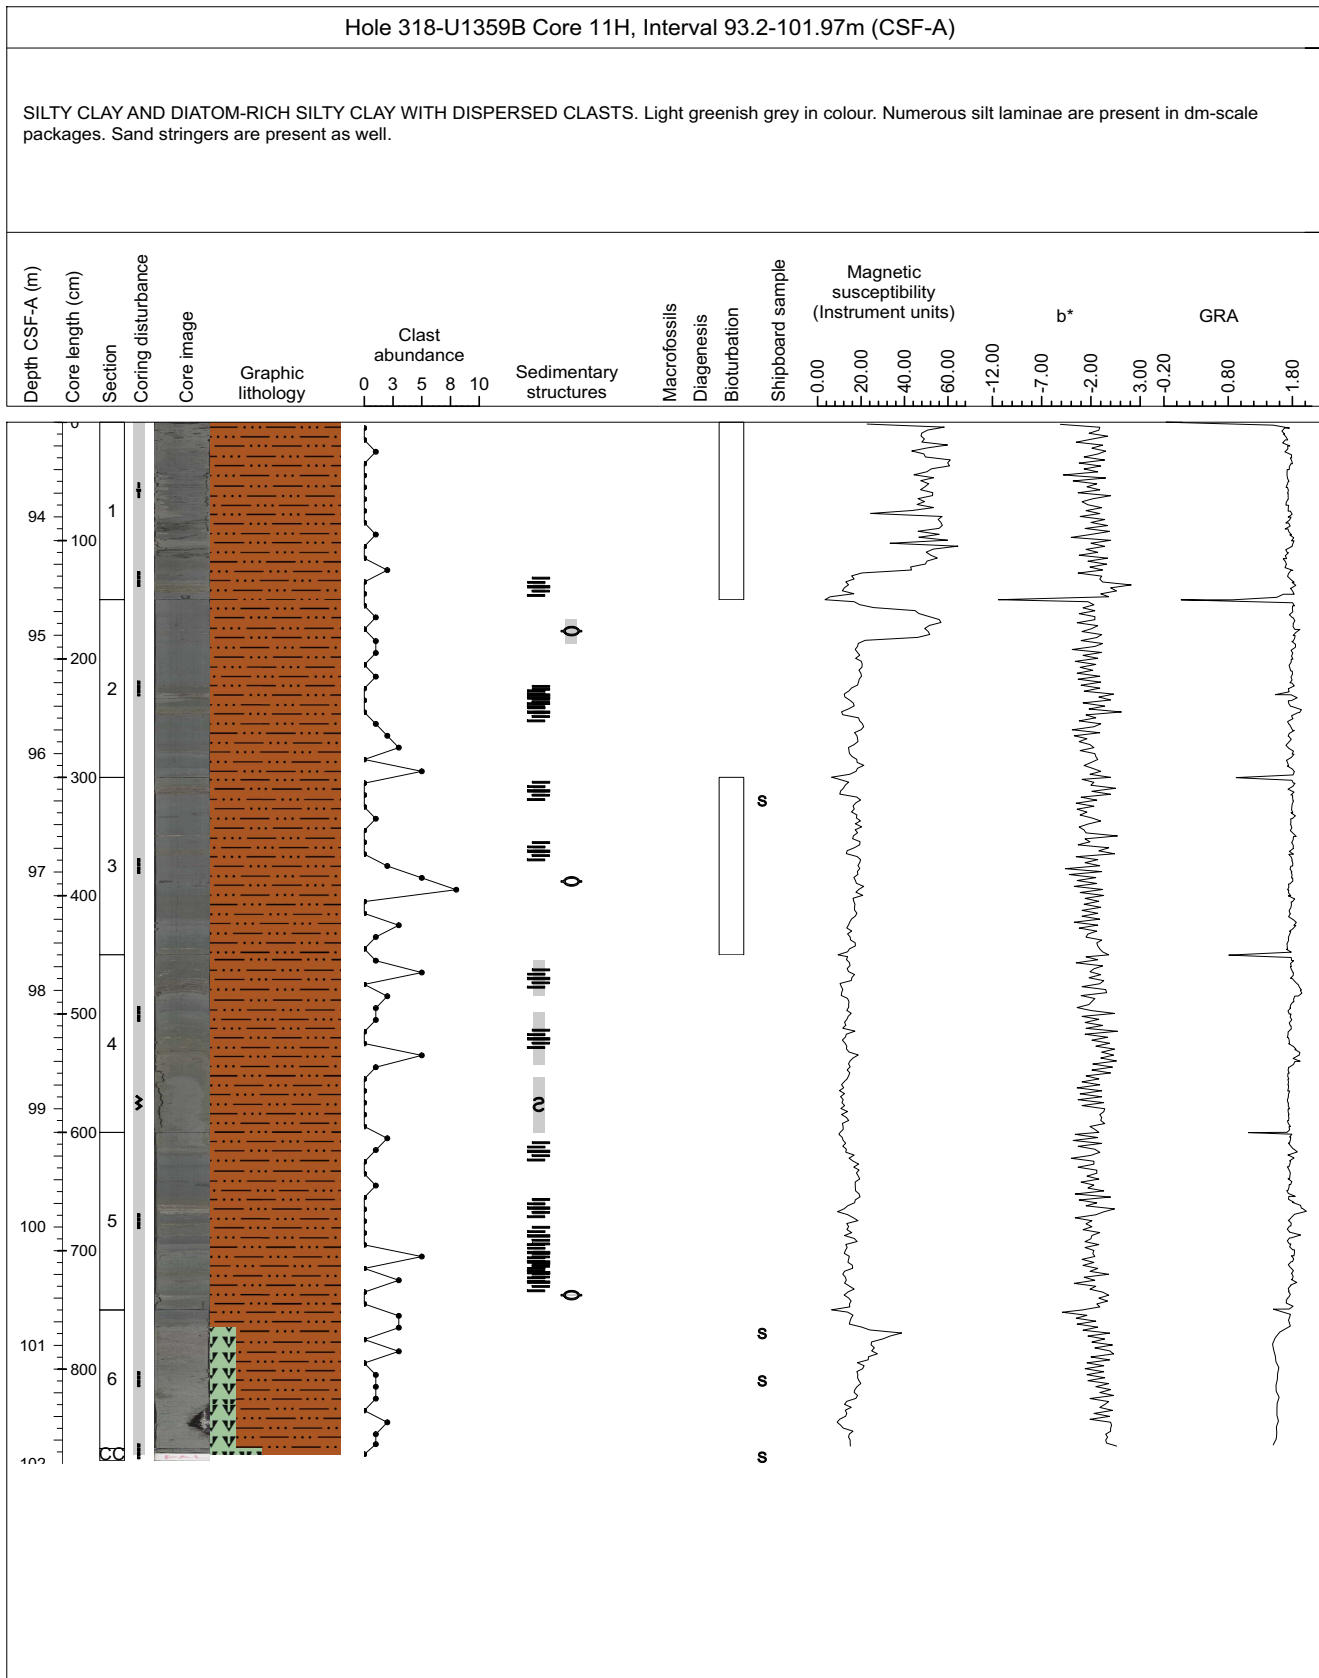 Hole 318-U1359B Core 11H, Interval 93.2-101.97m (CSF-A)
SILTY CLAY AND DIATOM-RICH SILTY CLAY WITH DISPERSED CLASTS. Light greenish grey in colour. Numerous silt laminae are present in dm-scale
packages. Sand stringers are present as well.
Depth CSF-A (m)
Core length (cm)
Section
Coring disturbance
Core image
Graphic
lithology
Clast
abundance
0 3 5 8 10
Sedimentary
structures
Macrofossils
Diagenesis
Bioturbation
Shipboard sample
Magnetic
susceptibility
(Instrument units)
0.00 20.00 40.00 60.00
b*
-12.00 -7.00 -2.00 3.00
GRA
-0.20 0.80 1.80
0
1
94
100
95
200
2
96
300
S
3
97
400
98
500
4
99
600
5
100
700
101
S
800
6
S
CC
102
S